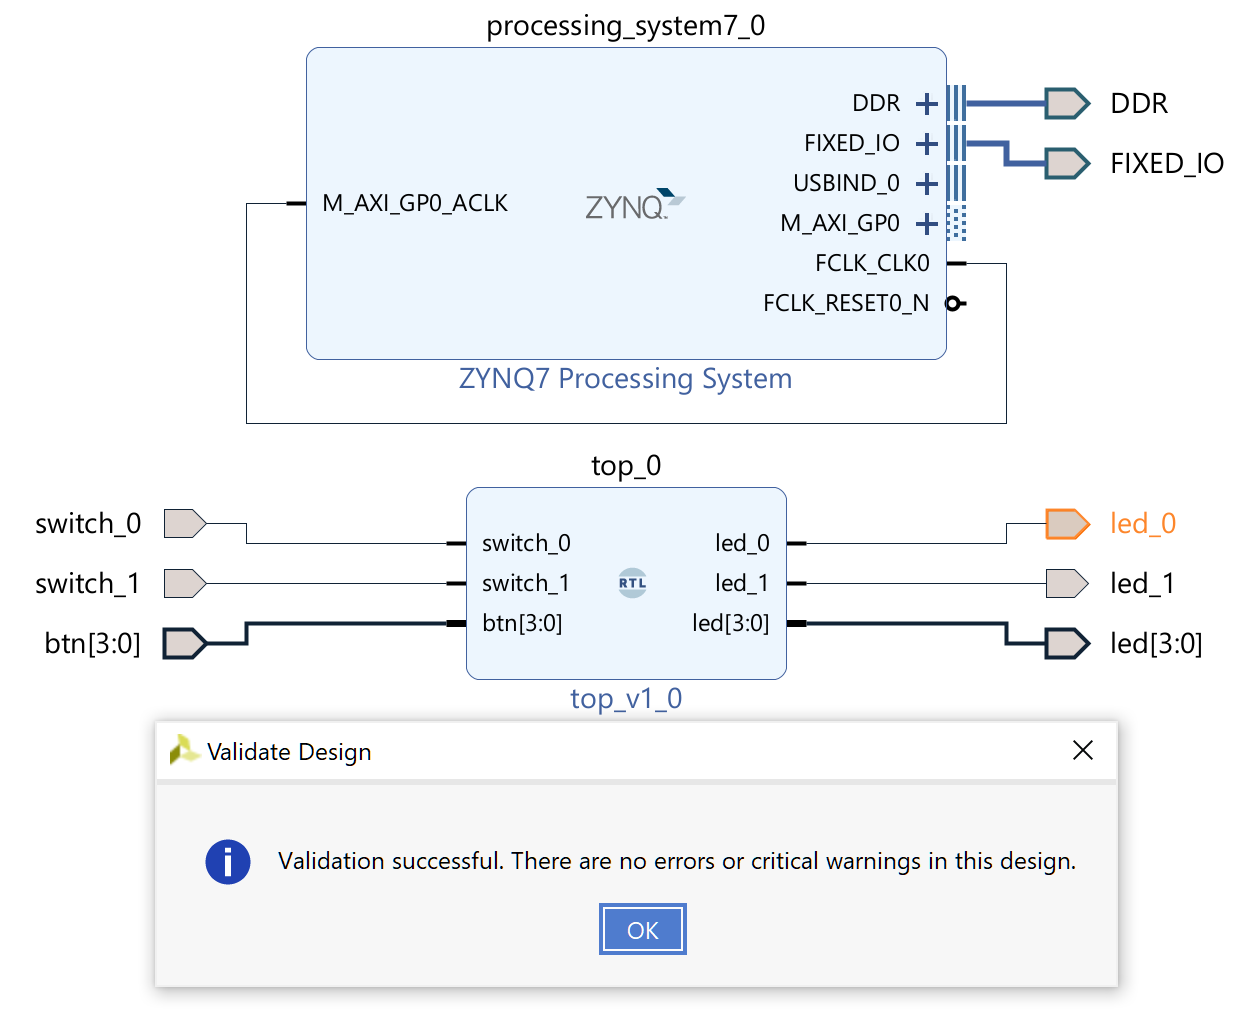 processing_system7_0
DDR
FIXED_IO
USBIND_0
M_AXI_GP0_ACLK
ZYNQ
M_AXI_GP0
FCLK_CLK0
FCLK_RESET0_N
DDR
FIXED_IO
ZYNQ7 Processing System
top_0
switch_0
switch_0
led_0
led_0
switch_1
switch_1
RTL
led_1
led_1
btn[3:0]
btn[3:0]
led[3:0]
led[3:0]
top_v1_0
Validate Design
Validation successful. There are no errors or critical warnings in this design.
OK